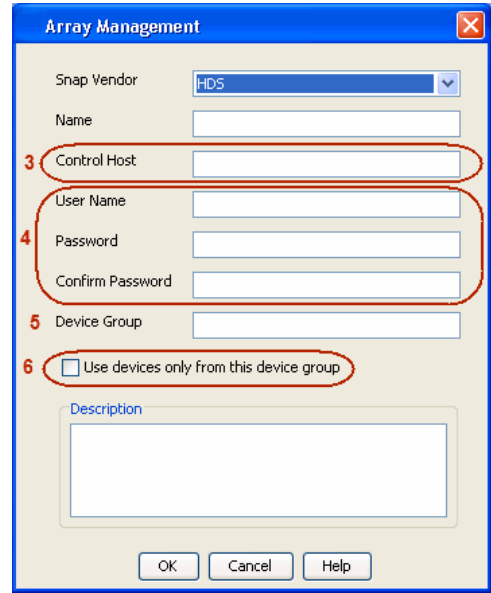 Array Management
Snap Vendor HDS
Name
3 Control Host
User Name
4 Password
Confirm Password
5 Device Group
6 Use devices only from this device group
Description
OK Cancel Help